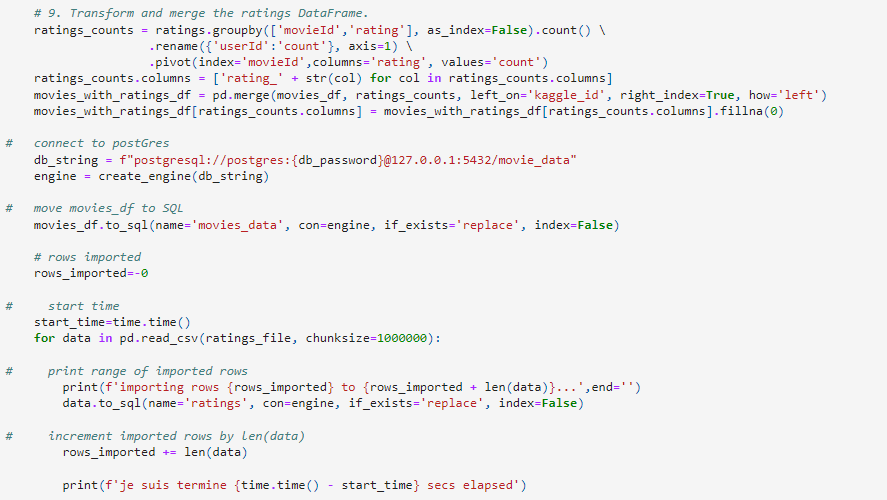 # 9. Transform and merge the ratings DataFrame.
ratings_counts = ratings.groupby(['movieId','rating'], as_index=False).count() \
.rename({'userId':'count'}, axis=1) \
.pivot(index='movieId',columns='rating', values='count')
ratings_counts.columns = ['rating_' + str(col) for col in ratings_counts.columns]
movies_with_ratings_df = pd.merge(movies_df, ratings_counts, left_on='kaggle_id', right_index=True, how='left')
movies_with_ratings_df[ratings_counts.columns] = movies_with_ratings_df[ratings_counts.columns].fillna(0)
# connect to postGres
db_string = f"postgresql://postgres:{db_password}@127.0.0.1:5432/movie_data"
engine = create_engine(db_string)
# move movies_df to SQL
movies_df.to_sql(name='movies_data', con=engine, if_exists='replace', index=False)
# rows imported
rows_imported=-0
# start time
start_time=time.time()
for data in pd.read_csv(ratings_file, chunksize=1000000):
# print range of imported rows
print(f'importing rows {rows_imported} to {rows_imported + len(data)}...',end='')
data.to_sql(name='ratings', con=engine, if_exists='replace', index=False)
# increment imported rows by len(data)
rows_imported += len(data)
print(f'je suis termine {time.time() - start_time} secs elapsed')